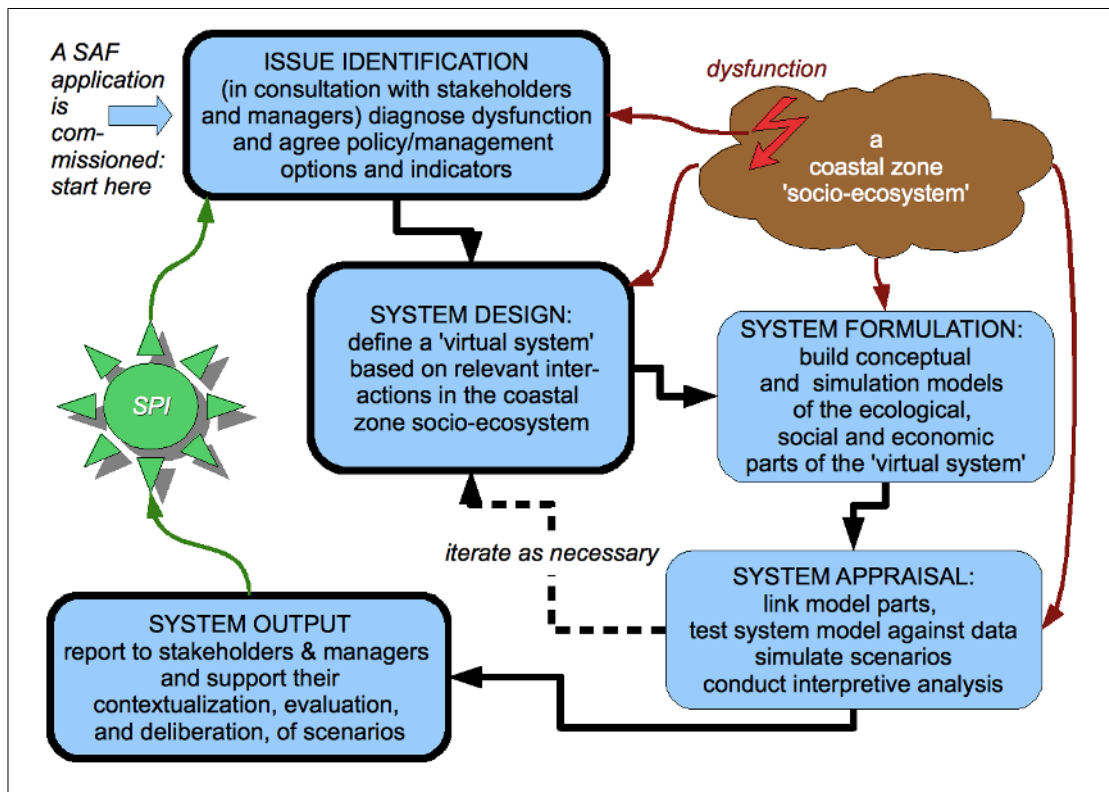 A SAF
application
is
com-
missioned:
start here
ISSUE IDENTIFICATION
(in consultation with stakeholders
and managers) diagnose dysfunction
and agree policy/management
options and indicators
dysfunction
a
coastal zone
'socio-ecosystem'
SYSTEM DESIGN:
define a 'virtual system'
based on relevant inter-
actions in the coastal
zone socio-ecosystem
SYSTEM FORMULATION:
build conceptual
and simulation models
of the ecological,
social and economic
parts of the 'virtual system'
SPI
iterate as necessary
SYSTEM APPRAISAL:
link model parts,
test system model against data
simulate scenarios
conduct interpretive analysis
SYSTEM OUTPUT
report to stakeholders & managers
and support their
contextualization, evaluation,
and deliberation, of scenarios